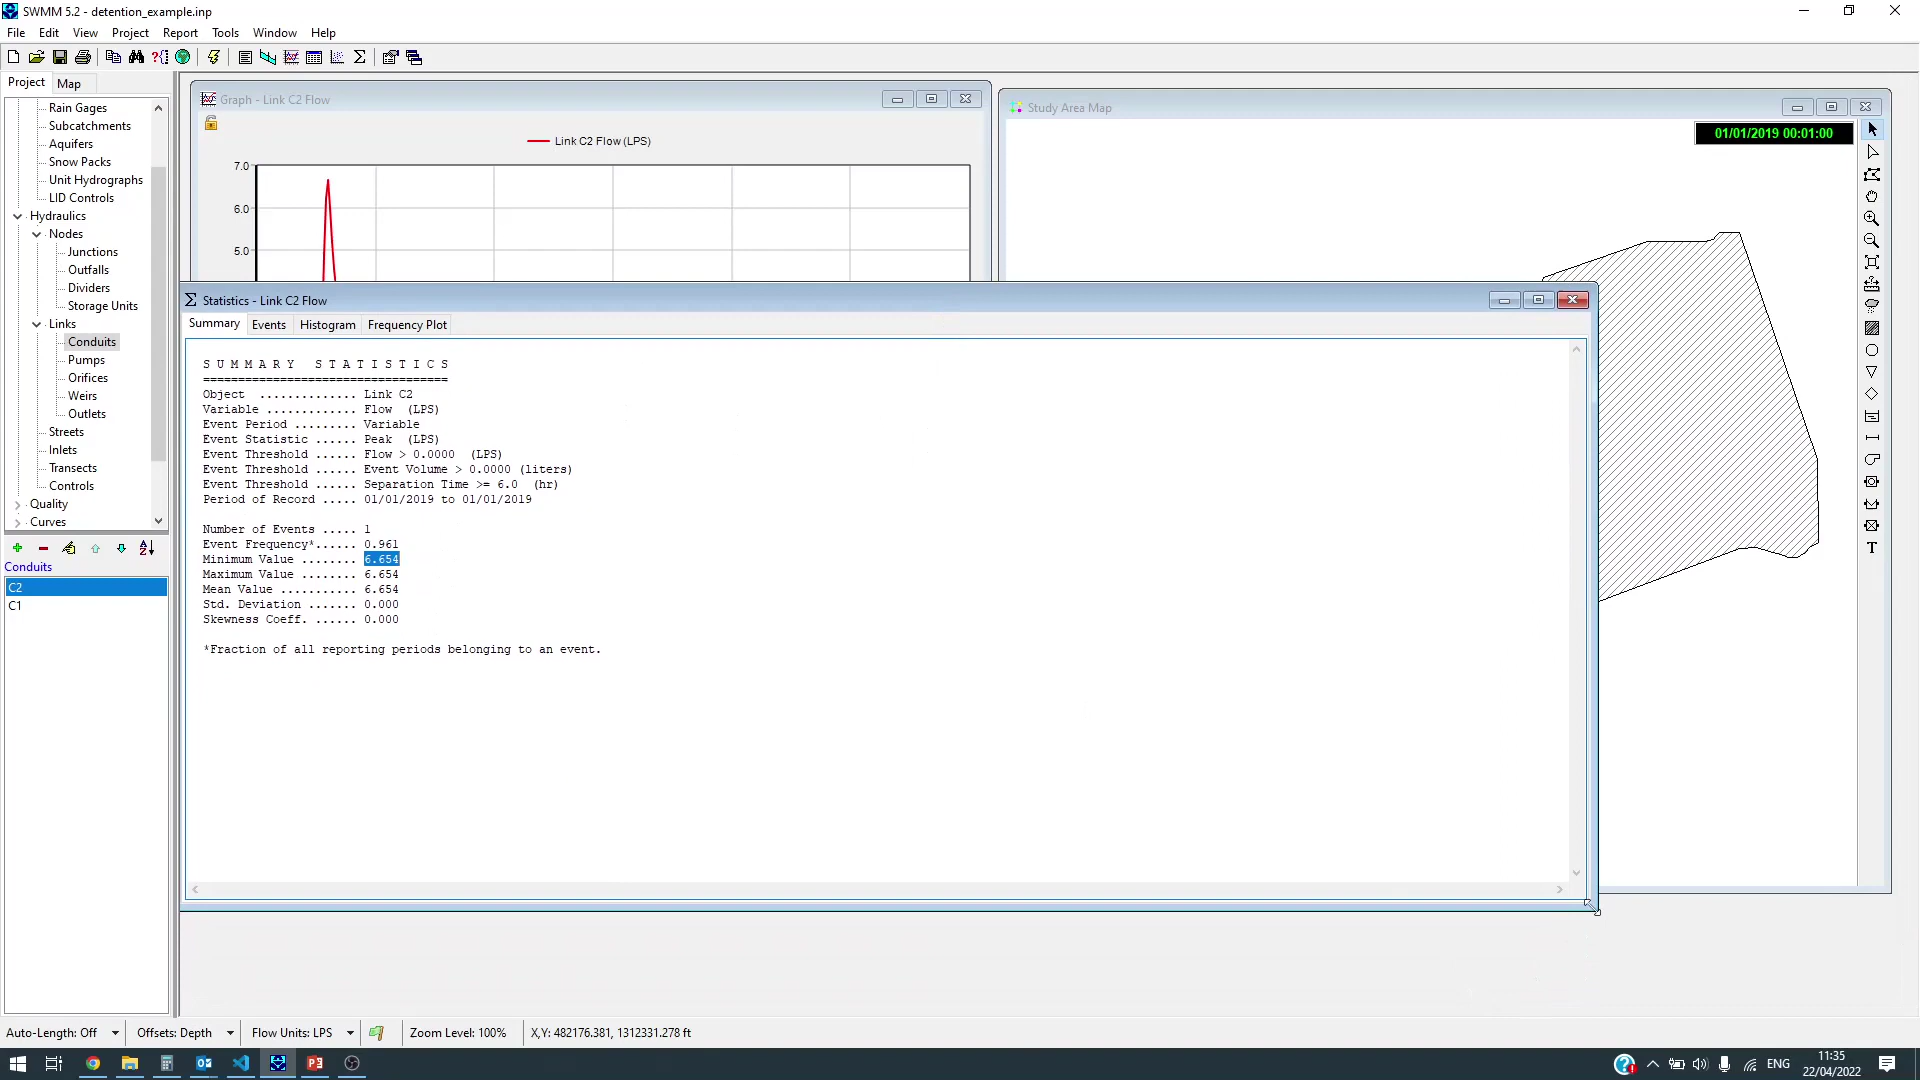 SWMM 5.2 - detention_example.inp
File Edit View Project Report Tools Window Help
Project Map
Rain Gages
Subcatchments
Aquifers
Snow Packs
Unit Hydrographs
LID Controls
Hydraulics
Nodes
Junctions
Outfalls
Dividers
Storage Units
Links
Conduits
Pumps
Orifices
Weirs
Outlets
Streets
Inlets
Transects
Controls
Quality
Curves
Conduits
C2
C1
Graph - Link C2 Flow
Link C2 Flow (LPS)
7.0
6.0
5.0
Study Area Map
01/01/2019 00:01:00
T
Statistics - Link C2 Flow
Summary Events Histogram Frequency Plot
S U M M A R Y   S T A T I S T I C S
===================================
Object .............. Link C2
Variable ............. Flow (LPS)
Event Period ......... Variable
Event Statistic ...... Peak (LPS)
Event Threshold ...... Flow > 0.0000 (LPS)
Event Threshold ...... Event Volume > 0.0000 (liters)
Event Threshold ...... Separation Time >= 6.0 (hr)
Period of Record ..... 01/01/2019 to 01/01/2019
Number of Events ..... 1
Event Frequency*...... 0.961
Minimum Value ........ 6.654
Maximum Value ........ 6.654
Mean Value ........... 6.654
Std. Deviation ....... 0.000
Skewness Coeff. ...... 0.000
*Fraction of all reporting periods belonging to an event.
Auto-Length: Off Offsets: Depth Flow Units: LPS Zoom Level: 100% X,Y: 482176.381, 1312331.278 ft
ENG
11:35
22/04/2022